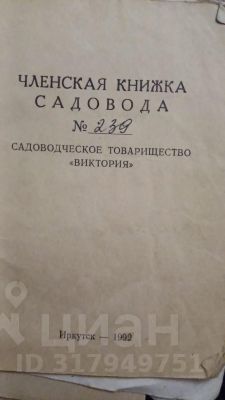 ЧЛЕНСКАЯ КНИЖКА
САДОВОДА
№ 239
САДОВОДЧЕСКОЕ ТОВАРИЩЕСТВО
«ВИКТОРИЯ»
циан
Иркутск — 1992
ID 317949751